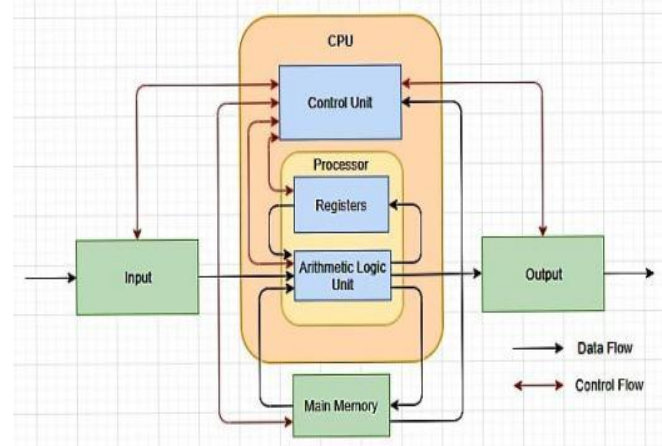 CPU
Control Unit
Processor
Registers
Input
Arithmetic Logic
Unit
Output
Main Memory
Data Flow
Control Flow